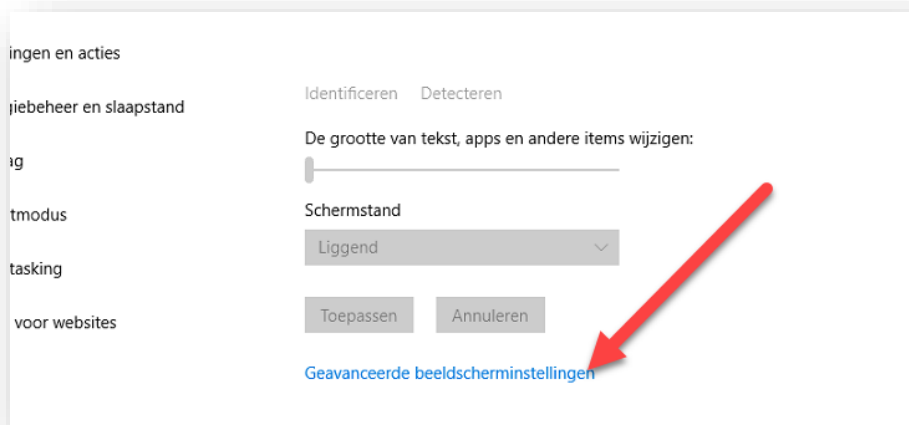 ingen en acties
giebeheer en slaapstand
ag
tmodus
tasking
voor websites
Identificeren Detecteren
De grootte van tekst, apps en andere items wijzigen:
Schermstand
Liggend
Toepassen Annuleren
Geavanceerde beeldscherminstellingen